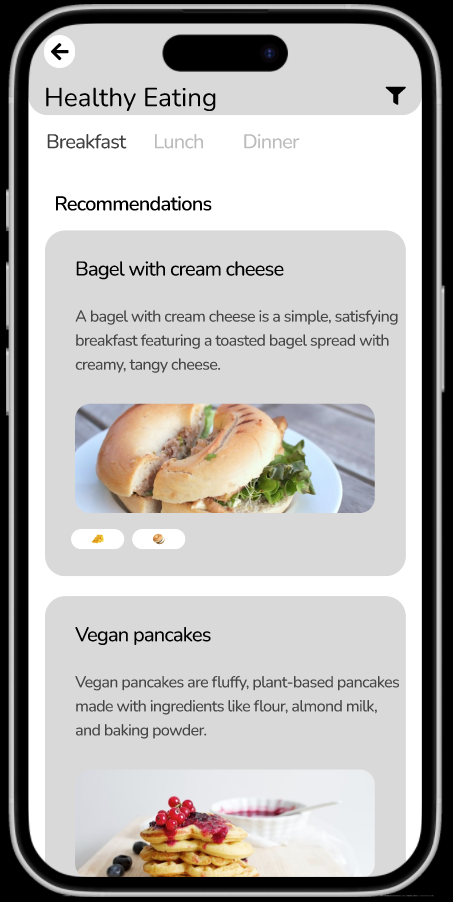 Healthy Eating
Breakfast Lunch Dinner
Recommendations
Bagel with cream cheese
A bagel with cream cheese is a simple, satisfying
breakfast featuring a toasted bagel spread with
creamy, tangy cheese.
Vegan pancakes
Vegan pancakes are fluffy, plant-based pancakes
made with ingredients like flour, almond milk,
and baking powder.